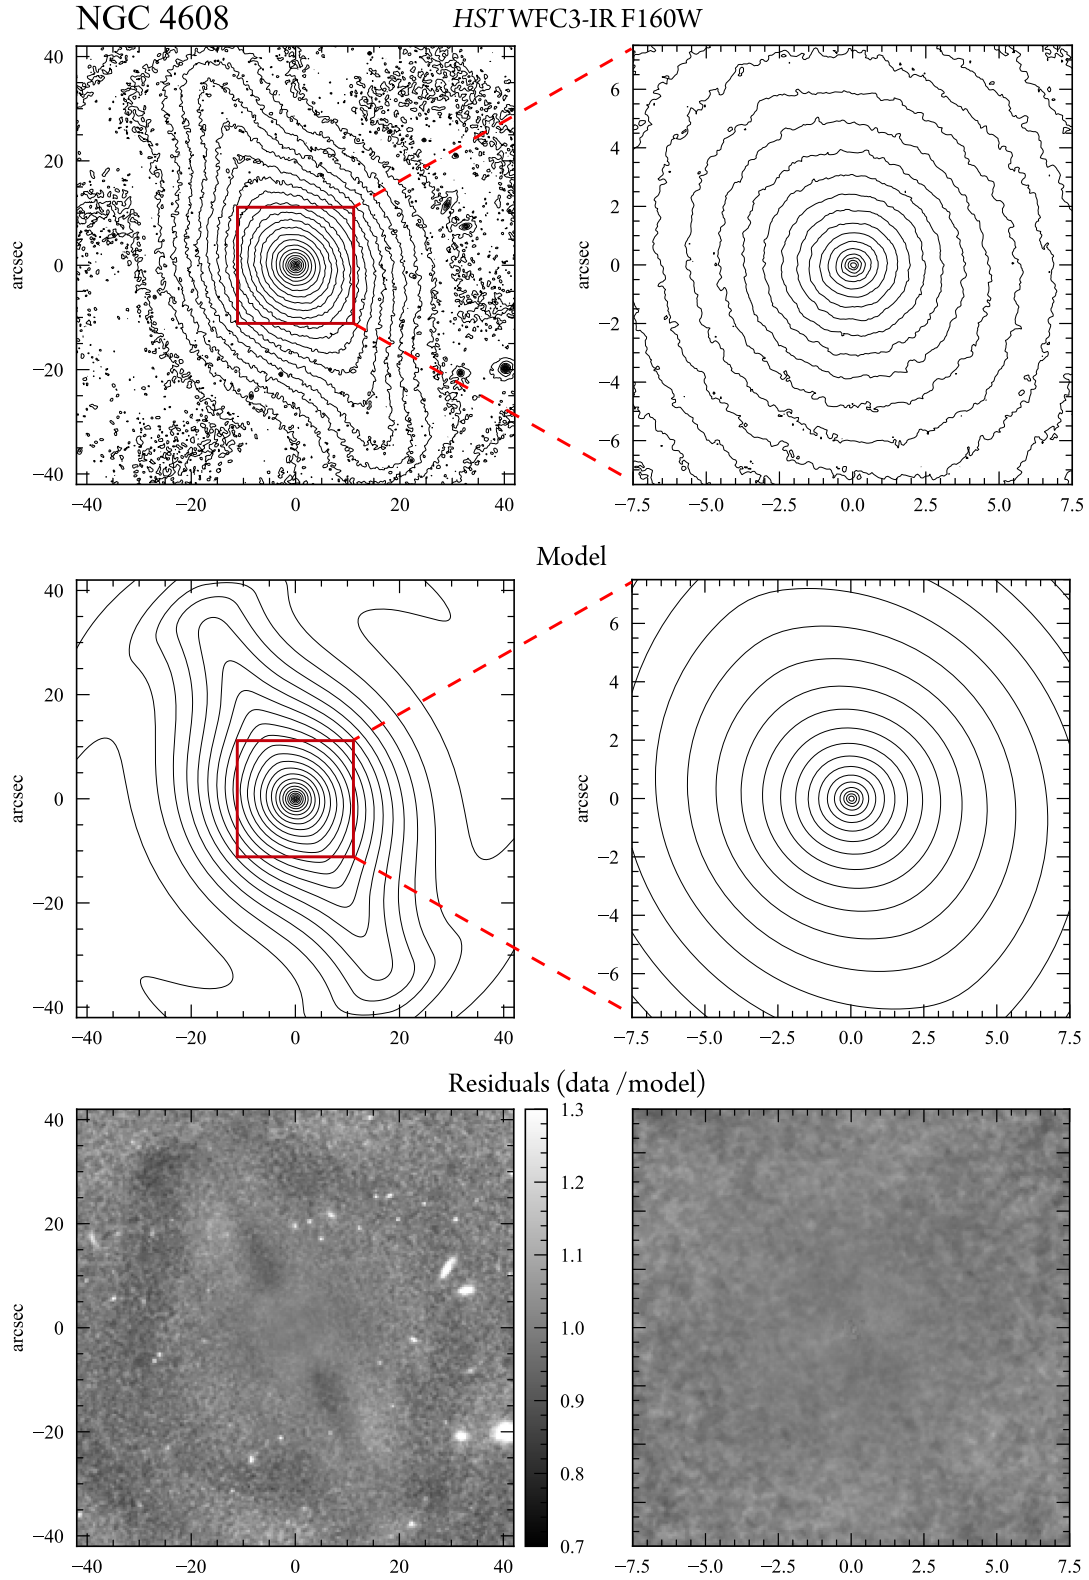 NGC 4608 HST WFC3-IR F160W
40
20
0
−20
−40
arcsec
−40 −20 0 20 40
6
4
2
0
−2
−4
−6
arcsec
−7.5 −5.0 −2.5 0.0 2.5 5.0 7.5
Model
40
20
0
−20
−40
arcsec
−40 −20 0 20 40
6
4
2
0
−2
−4
−6
arcsec
−7.5 −5.0 −2.5 0.0 2.5 5.0 7.5
Residuals (data /model)
40
20
0
−20
−40
arcsec
−40 −20 0 20 40
1.3
1.2
1.1
1.0
0.9
0.8
0.7
−7.5 −5.0 −2.5 0.0 2.5 5.0 7.5